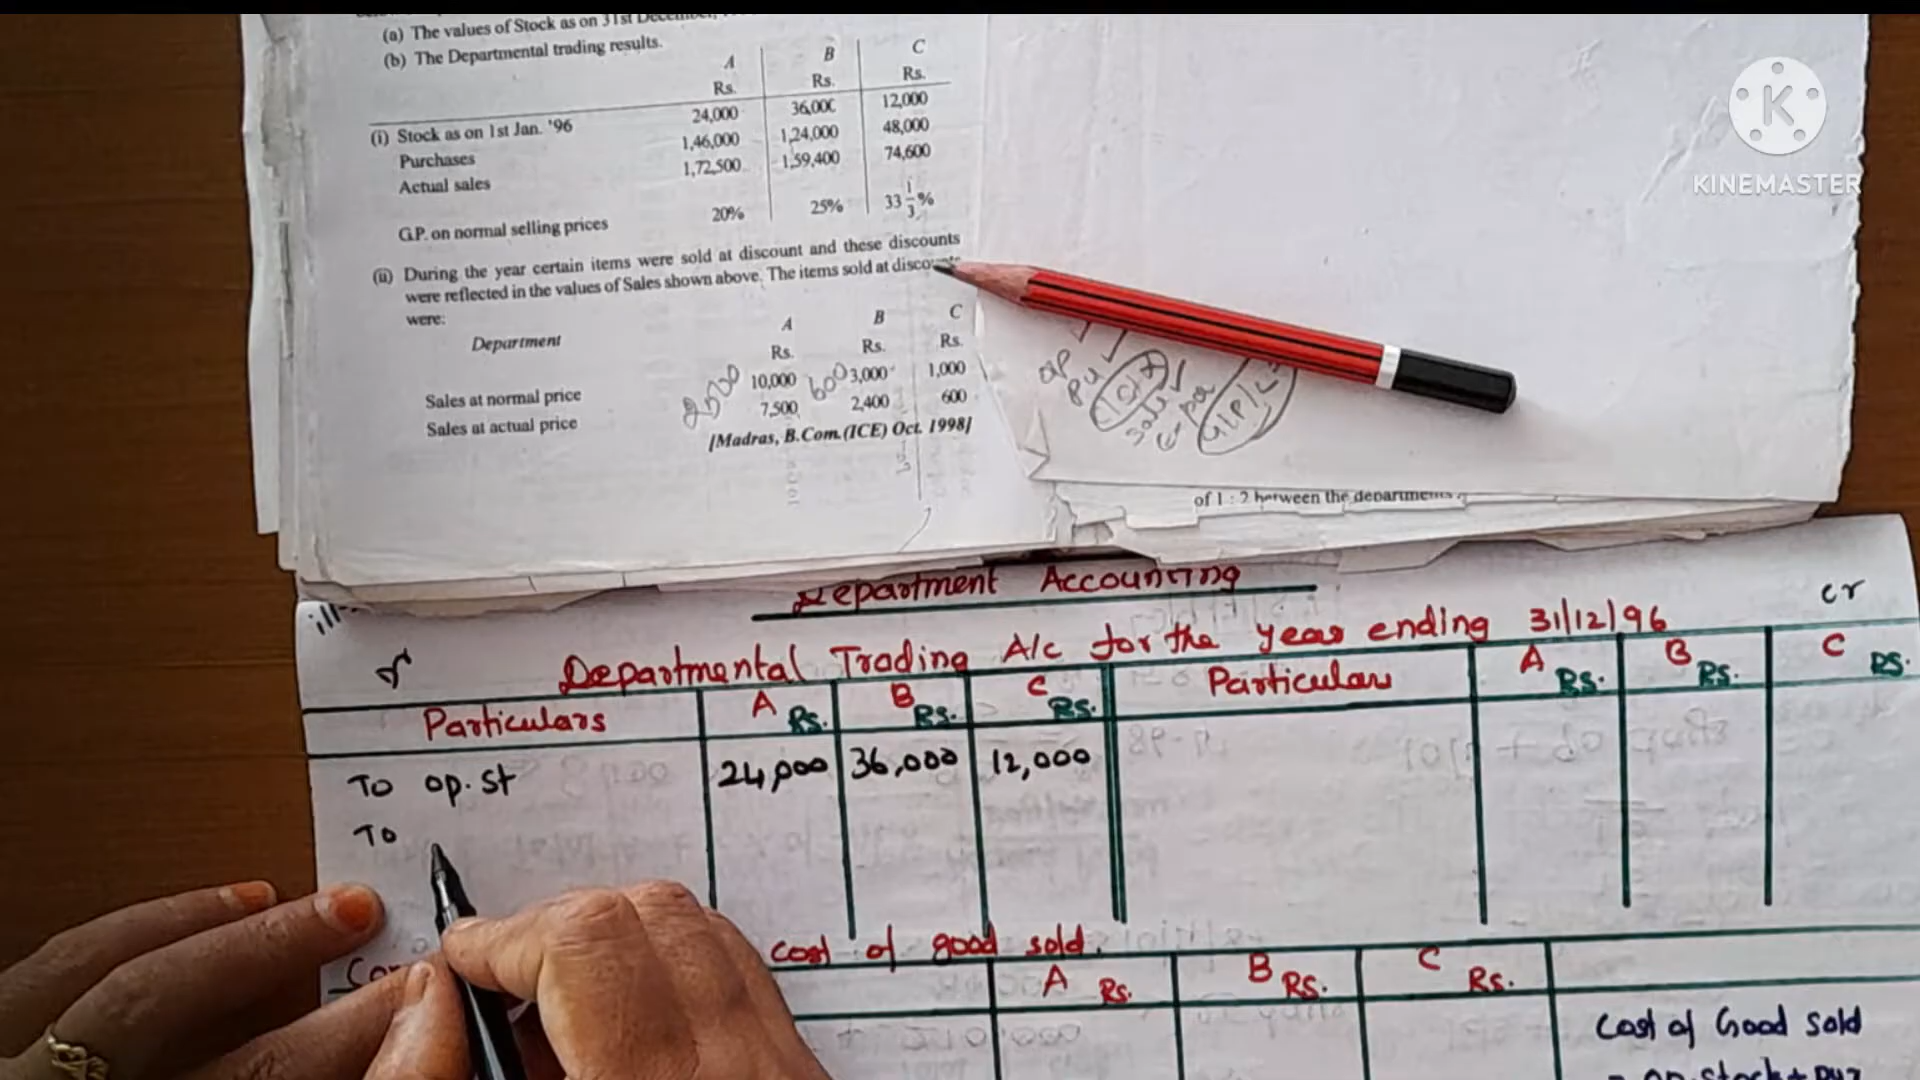 (a) The values of Stock as on 31st December,
(b) The Departmental trading results.
A B C
Rs. Rs. Rs.
(i) Stock as on 1st Jan. '96 24,000 36,000 12,000
Purchases 1,46,000 1,24,000 48,000
Actual sales 1,72,500 1,59,400 74,600
G.P. on normal selling prices 20% 25% 33 1/3%
(ii) During the year certain items were sold at discount and these discounts
were reflected in the values of Sales shown above. The items sold at discounts
were:
Department A B C
Rs. Rs. Rs.
Sales at normal price 10,000 3,000 1,000
Sales at actual price 7,500 2,400 600
[Madras, B.Com. (ICE) Oct. 1998]
2500 600
K
KINEMASTER
of 1 : 2 between the departments
Department Accounting
Departmental Trading A/c for the year ending 31/12/96
cr
Particulars A Rs. B Rs. C Rs. Particulars A Rs. B Rs. C Rs.
To op. st 24,000 36,000 12,000
To
cost of good sold.
A Rs. B Rs. C Rs.
Cost of Good sold